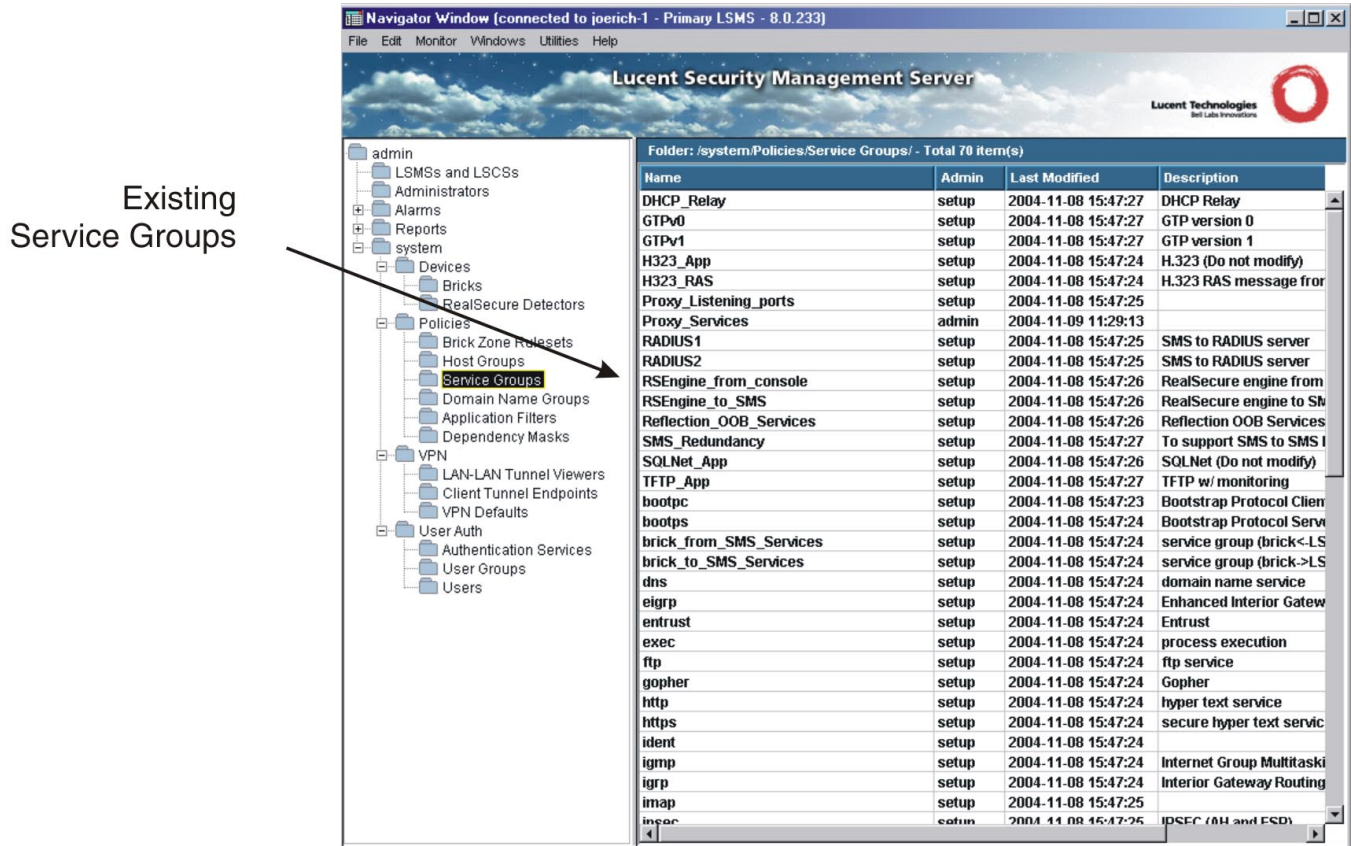 Existing
Service Groups
Navigator Window (connected to joerich-1 - Primary LSMS - 8.0.233)
File Edit Monitor Windows Utilities Help
Lucent Security Management Server
Lucent Technologies
Bell Labs Innovations
admin
LSMSs and LSCSs
Administrators
Alarms
Reports
system
Devices
Bricks
RealSecure Detectors
Policies
Brick Zone Rulesets
Host Groups
Service Groups
Domain Name Groups
Application Filters
Dependency Masks
VPN
LAN-LAN Tunnel Viewers
Client Tunnel Endpoints
VPN Defaults
User Auth
Authentication Services
User Groups
Users
Folder: /system/Policies/Service Groups/ - Total 70 item(s)
Name Admin Last Modified Description
DHCP_Relay setup 2004-11-08 15:47:27 DHCP Relay
GTPv0 setup 2004-11-08 15:47:27 GTP version 0
GTPv1 setup 2004-11-08 15:47:27 GTP version 1
H323_App setup 2004-11-08 15:47:24 H.323 (Do not modify)
H323_RAS setup 2004-11-08 15:47:24 H.323 RAS message fror
Proxy_Listening_ports setup 2004-11-08 15:47:25
Proxy_Services admin 2004-11-09 11:29:13
RADIUS1 setup 2004-11-08 15:47:25 SMS to RADIUS server
RADIUS2 setup 2004-11-08 15:47:25 SMS to RADIUS server
RSEngine_from_console setup 2004-11-08 15:47:26 RealSecure engine from
RSEngine_to_SMS setup 2004-11-08 15:47:26 RealSecure engine to SM
Reflection_OOB_Services setup 2004-11-08 15:47:26 Reflection OOB Services
SMS_Redundancy setup 2004-11-08 15:47:27 To support SMS to SMS
SQLNet_App setup 2004-11-08 15:47:26 SQLNet (Do not modify)
TFTP_App setup 2004-11-08 15:47:27 TFTP w/ monitoring
bootpc setup 2004-11-08 15:47:23 Bootstrap Protocol Clien
bootps setup 2004-11-08 15:47:24 Bootstrap Protocol Serv
brick_from_SMS_Services setup 2004-11-08 15:47:24 service group (brick<-LS
brick_to_SMS_Services setup 2004-11-08 15:47:24 service group (brick->LS
dns setup 2004-11-08 15:47:24 domain name service
eigrp setup 2004-11-08 15:47:24 Enhanced Interior Gatew
entrust setup 2004-11-08 15:47:24 Entrust
exec setup 2004-11-08 15:47:24 process execution
ftp setup 2004-11-08 15:47:24 ftp service
gopher setup 2004-11-08 15:47:24 Gopher
http setup 2004-11-08 15:47:24 hyper text service
https setup 2004-11-08 15:47:24 secure hyper text servic
ident setup 2004-11-08 15:47:24
igmp setup 2004-11-08 15:47:24 Internet Group Multitaski
igrp setup 2004-11-08 15:47:24 Interior Gateway Routing
imap setup 2004-11-08 15:47:25
ipsec setup 2004-11-08 15:47:25 IPSEC (AH and ESP)